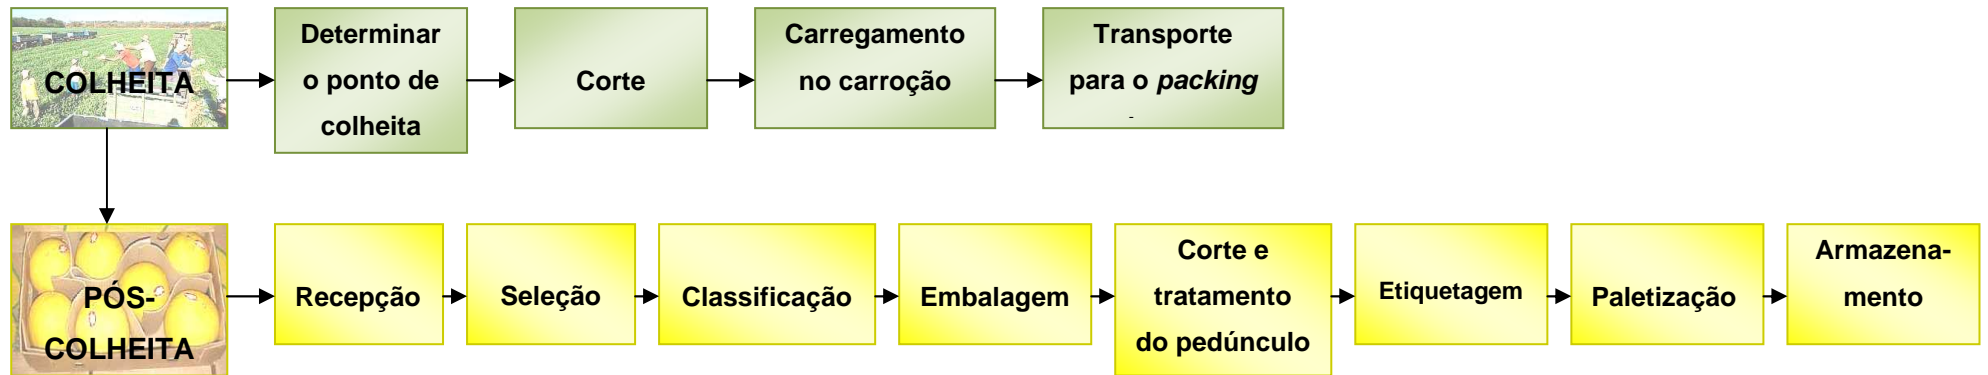 COLHEITA
Determinar
o ponto de
colheita
Corte
Carregamento
no carroção
Transporte
para o packing
PÓS-
COLHEITA
Recepção
Seleção
Classificação
Embalagem
Corte e
tratamento
do pedúnculo
Etiquetagem
Paletização
Armazena-
mento